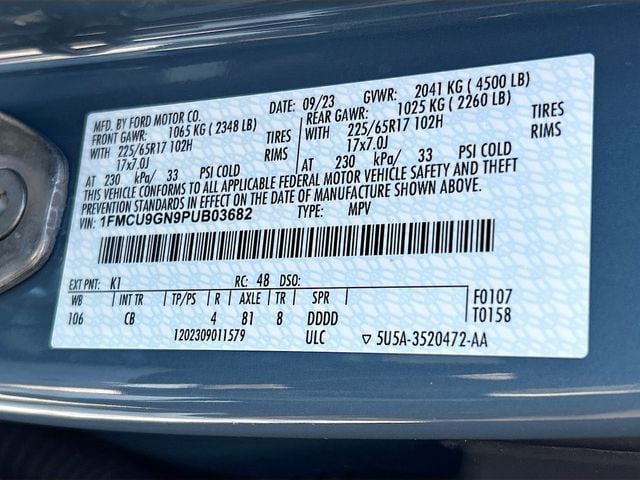 MFD. BY FORD MOTOR CO. DATE: 09/23 GVWR: 2041 KG ( 4500 LB)
FRONT GAWR: 1065 KG ( 2348 LB) REAR GAWR: 1025 KG ( 2260 LB)
WITH 225/65R17 102H TIRES WITH 225/65R17 102H TIRES
17x7.0J RIMS 17x7.0J RIMS
AT 230 kPa/ 33 PSI COLD AT 230 kPa/ 33 PSI COLD
THIS VEHICLE CONFORMS TO ALL APPLICABLE FEDERAL MOTOR VEHICLE SAFETY AND THEFT
PREVENTION STANDARDS IN EFFECT ON THE DATE OF MANUFACTURE SHOWN ABOVE.
VIN: 1FMCU9GN9PUB03682 TYPE: MPV
EXT PNT: K1 RC: 48 DSO:
WB INT TR TP/PS R AXLE TR SPR F0107
106 CB 4 81 8 DDDD T0158
1202309011579 ULC ▽ 5U5A-3520472-AA